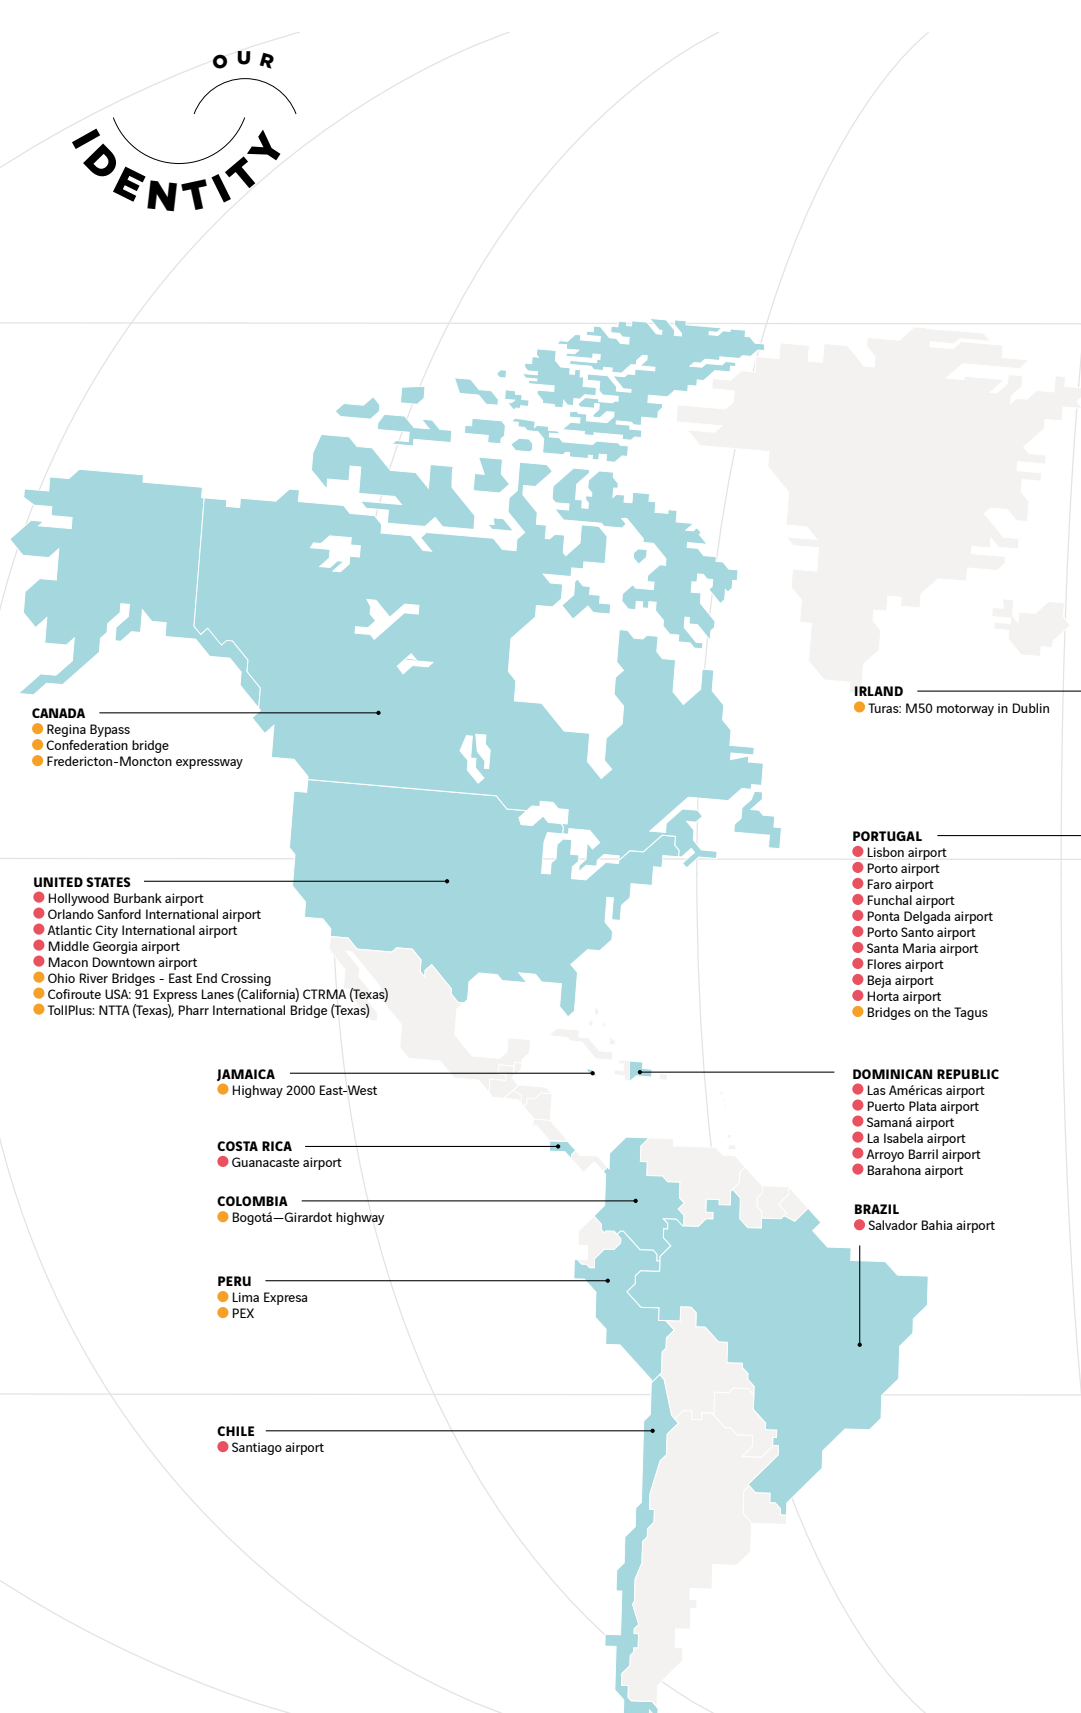 OUR
IDENTITY
CANADA
Regina Bypass
Confederation bridge
Fredericton-Moncton expressway
IRLAND
Turas: M50 motorway in Dublin
UNITED STATES
Hollywood Burbank airport
Orlando Sanford International airport
Atlantic City International airport
Middle Georgia airport
Macon Downtown airport
Ohio River Bridges - East End Crossing
Cofiroute USA: 91 Express Lanes (California) CTRMA (Texas)
TollPlus: NTTA (Texas), Pharr International Bridge (Texas)
PORTUGAL
Lisbon airport
Porto airport
Faro airport
Funchal airport
Ponta Delgada airport
Porto Santo airport
Santa Maria airport
Flores airport
Beja airport
Horta airport
Bridges on the Tagus
JAMAICA
Highway 2000 East-West
DOMINICAN REPUBLIC
Las Américas airport
Puerto Plata airport
Samaná airport
La Isabela airport
Arroyo Barril airport
Barahona airport
COSTA RICA
Guanacaste airport
COLOMBIA
Bogotá—Girardot highway
BRAZIL
Salvador Bahia airport
PERU
Lima Expresa
PEX
CHILE
Santiago airport